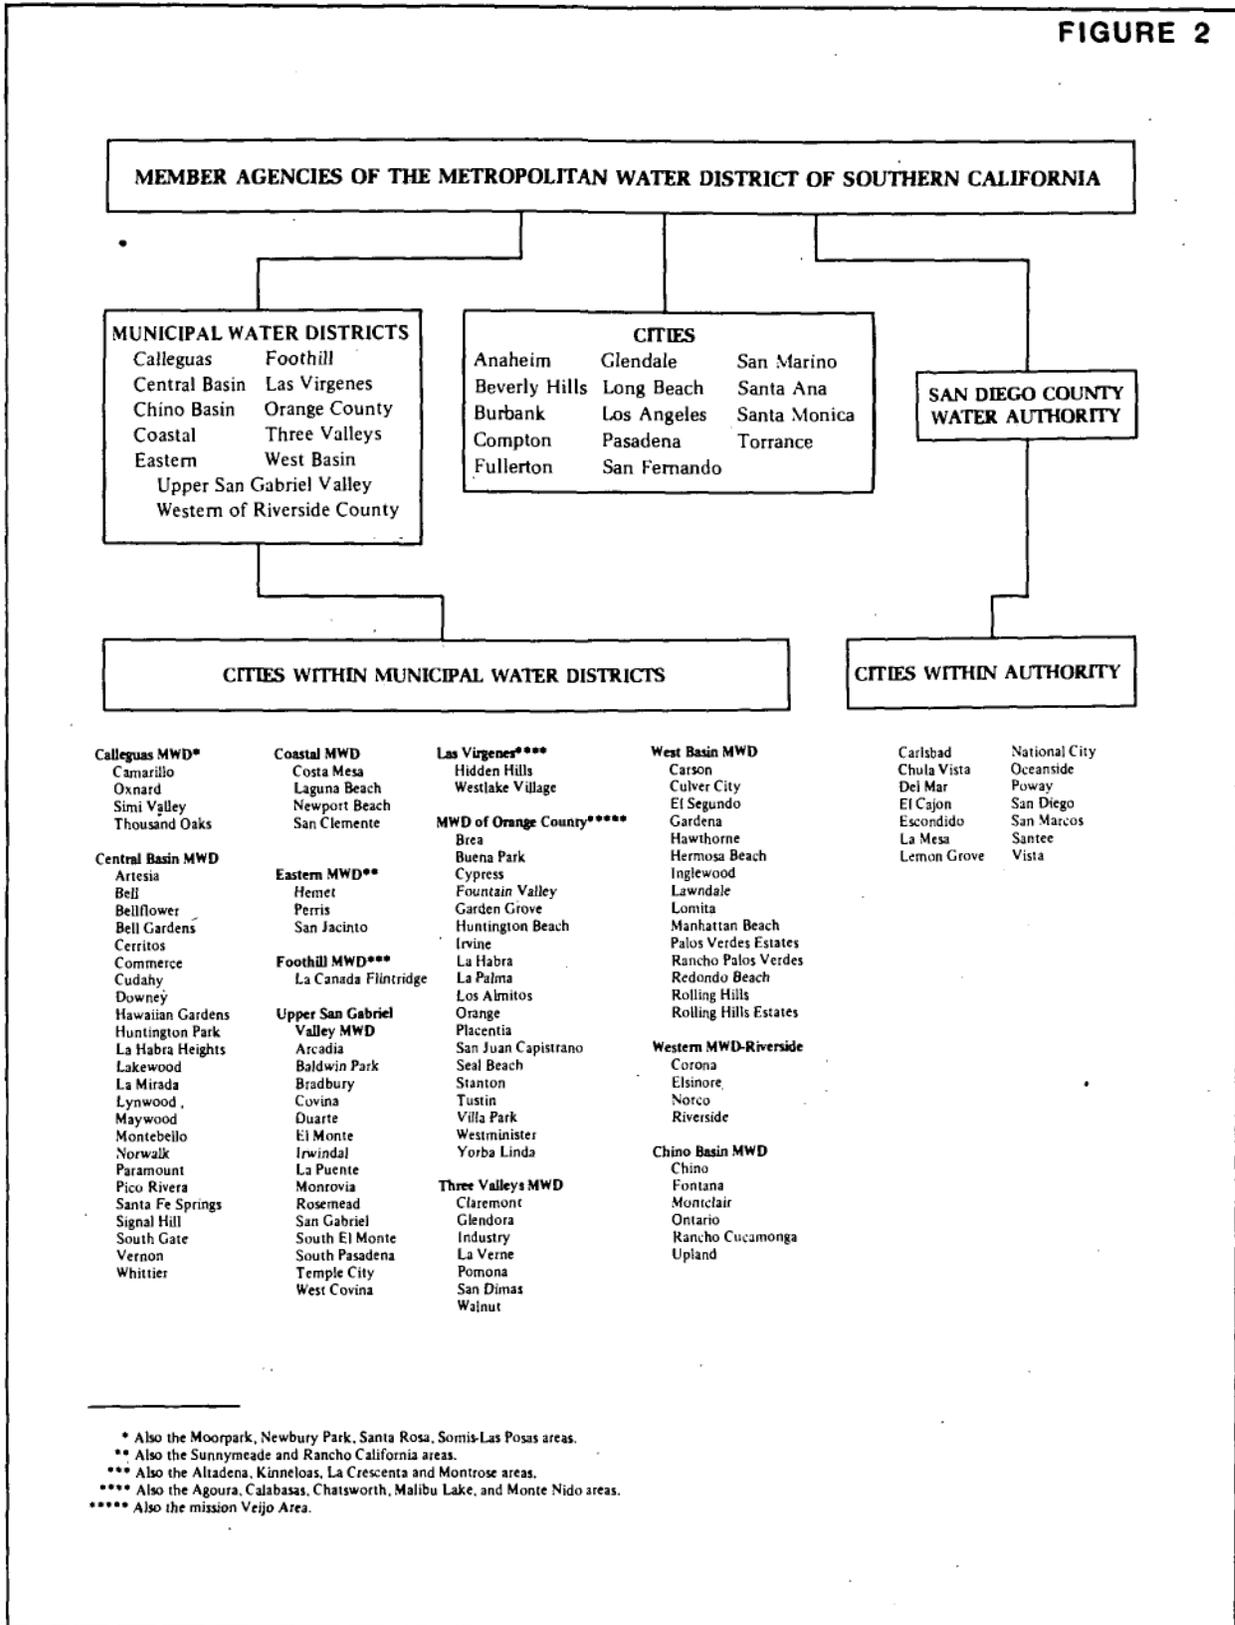 FIGURE 2
MEMBER AGENCIES OF THE METROPOLITAN WATER DISTRICT OF SOUTHERN CALIFORNIA
MUNICIPAL WATER DISTRICTS
Calleguas Foothill
Central Basin Las Virgenes
Chino Basin Orange County
Coastal Three Valleys
Eastern West Basin
Upper San Gabriel Valley
Western of Riverside County
CITIES
Anaheim Glendale San Marino
Beverly Hills Long Beach Santa Ana
Burbank Los Angeles Santa Monica
Compton Pasadena Torrance
Fullerton San Fernando
SAN DIEGO COUNTY
WATER AUTHORITY
CITIES WITHIN MUNICIPAL WATER DISTRICTS
CITIES WITHIN AUTHORITY
Calleguas MWD*
Camarillo
Oxnard
Simi Valley
Thousand Oaks
Central Basin MWD
Artesia
Bell
Bellflower
Bell Gardens
Cerritos
Commerce
Cudahy
Downey
Hawaiian Gardens
Huntington Park
La Habra Heights
Lakewood
La Mirada
Lynwood
Maywood
Montebello
Norwalk
Paramount
Pico Rivera
Santa Fe Springs
Signal Hill
South Gate
Vernon
Whittier
Coastal MWD
Costa Mesa
Laguna Beach
Newport Beach
San Clemente
Eastern MWD**
Hemet
Perris
San Jacinto
Foothill MWD***
La Canada Flintridge
Upper San Gabriel
Valley MWD
Arcadia
Baldwin Park
Bradbury
Covina
Duarte
El Monte
Irwindal
La Puente
Monrovia
Rosemead
San Gabriel
South El Monte
South Pasadena
Temple City
West Covina
Las Virgenes****
Hidden Hills
Westlake Village
MWD of Orange County*****
Brea
Buena Park
Cypress
Fountain Valley
Garden Grove
Huntington Beach
Irvine
La Habra
La Palma
Los Almitos
Orange
Placentia
San Juan Capistrano
Seal Beach
Stanton
Tustin
Villa Park
Westminister
Yorba Linda
Three Valleys MWD
Claremont
Glendora
Industry
La Verne
Pomona
San Dimas
Walnut
West Basin MWD
Carson
Culver City
El Segundo
Gardena
Hawthorne
Hermosa Beach
Inglewood
Lawndale
Lomita
Manhattan Beach
Palos Verdes Estates
Rancho Palos Verdes
Redondo Beach
Rolling Hills
Rolling Hills Estates
Western MWD-Riverside
Corona
Elsinore
Norco
Riverside
Chino Basin MWD
Chino
Fontana
Montclair
Ontario
Rancho Cucamonga
Upland
Carlsbad National City
Chula Vista Oceanside
Del Mar Poway
El Cajon San Diego
Escondido San Marcos
La Mesa Santee
Lemon Grove Vista
* Also the Moorpark, Newbury Park, Santa Rosa, Somis-Las Posas areas.
** Also the Sunnymeade and Rancho California areas.
*** Also the Altadena, Kinneloas, La Crescenta and Montrose areas.
**** Also the Agoura, Calabasas, Chatsworth, Malibu Lake, and Monte Nido areas.
***** Also the mission Veijo Area.